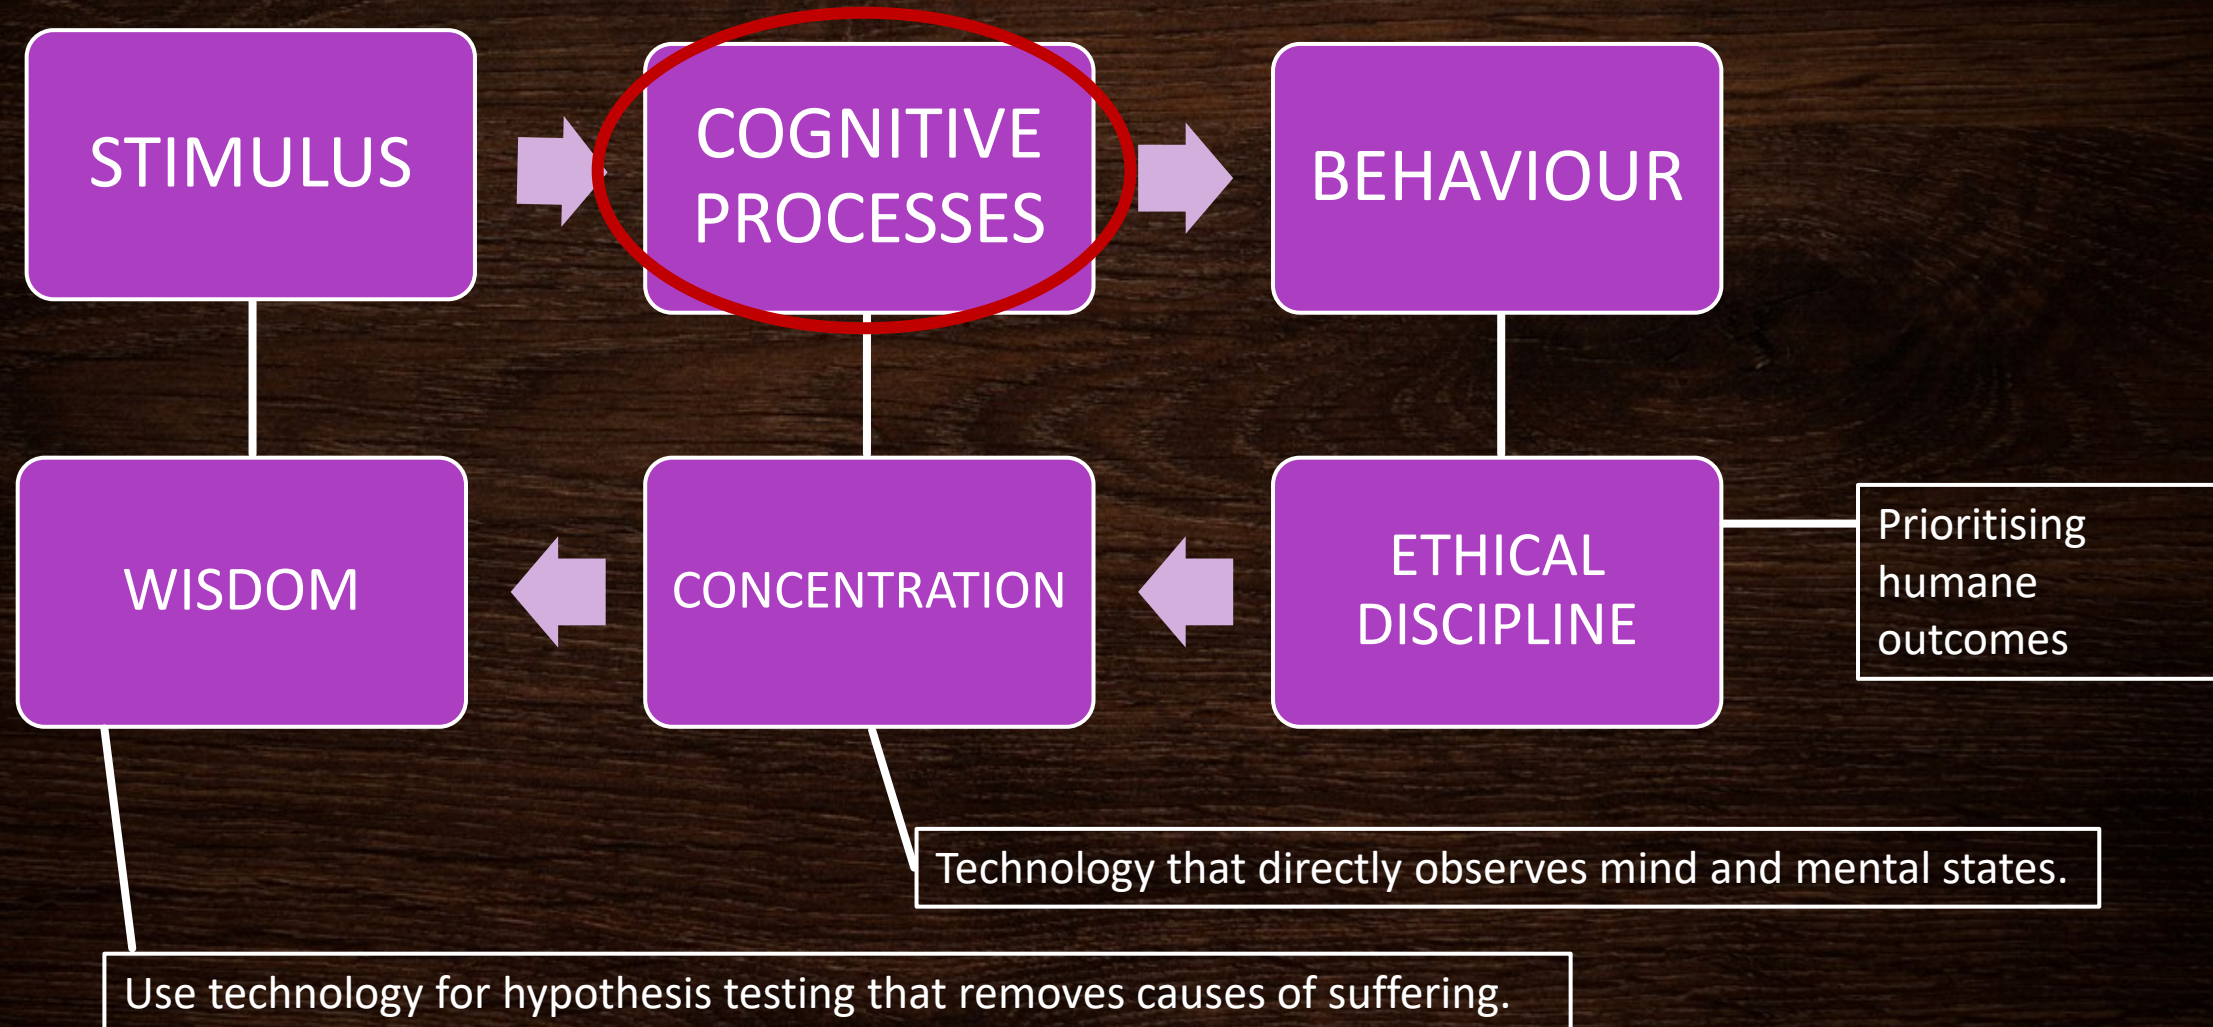 STIMULUS
COGNITIVE
PROCESSES
BEHAVIOUR
WISDOM
CONCENTRATION
ETHICAL
DISCIPLINE
Prioritising
humane
outcomes
Technology that directly observes mind and mental states.
Use technology for hypothesis testing that removes causes of suffering.